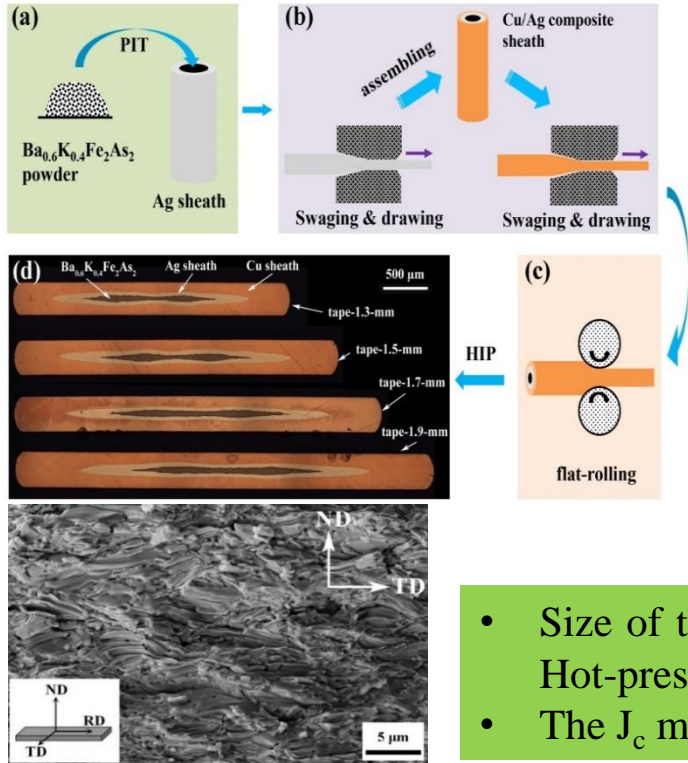 (a)
PIT
Ba0.6K0.4Fe2As2
powder
Ag sheath
(b)
Cu/Ag composite
sheath
assembling
Swaging & drawing
Swaging & drawing
(d)
Ba0.6K0.4Fe2As2
Ag sheath
Cu sheath
500 μm
tape-1.3-mm
tape-1.5-mm
tape-1.7-mm
tape-1.9-mm
HIP
(c)
flat-rolling
ND
TD
ND
RD
TD
5 μm
• Size of t
Hot-pres
• The Jc m